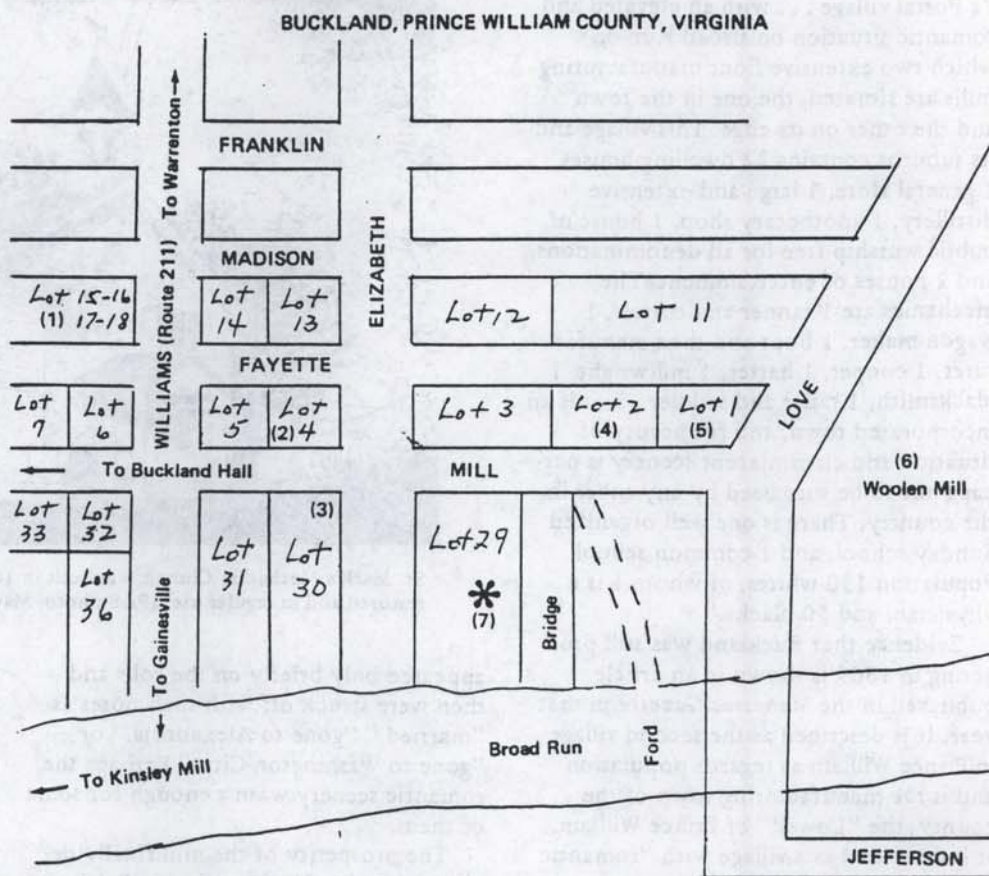 BUCKLAND, PRINCE WILLIAM COUNTY, VIRGINIA
To Warrenton
WILLIAMS (Route 211)
FRANKLIN
MADISON
ELIZABETH
Lot 15-16
(1) 17-18
Lot
14
Lot
13
Lot 12
Lot 11
FAYETTE
Lot
7
Lot
6
Lot
5
Lot
(2) 4
Lot 3
Lot 2
(4)
Lot 1
(5)
LOVE
To Buckland Hall
MILL
(6)
Woolen Mill
Lot
33
Lot
32
Lot
36
To Gainesville
Lot
31
(3)
Lot
30
Lot 29
*
(7)
Bridge
Ford
Broad Run
To Kinsley Mill
JEFFERSON